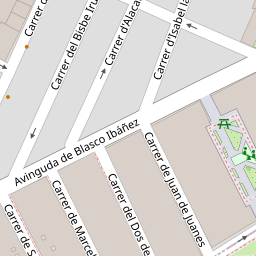 Carrer d
Carrer del Bisbe Iru
Carrer d'Alaca
Carrer d'Isabel la
Avinguda de Blasco Ibáñez
Carrer de S
Carrer de Marcel
Carrer del Dos de
Carrer de Juan de Juanes